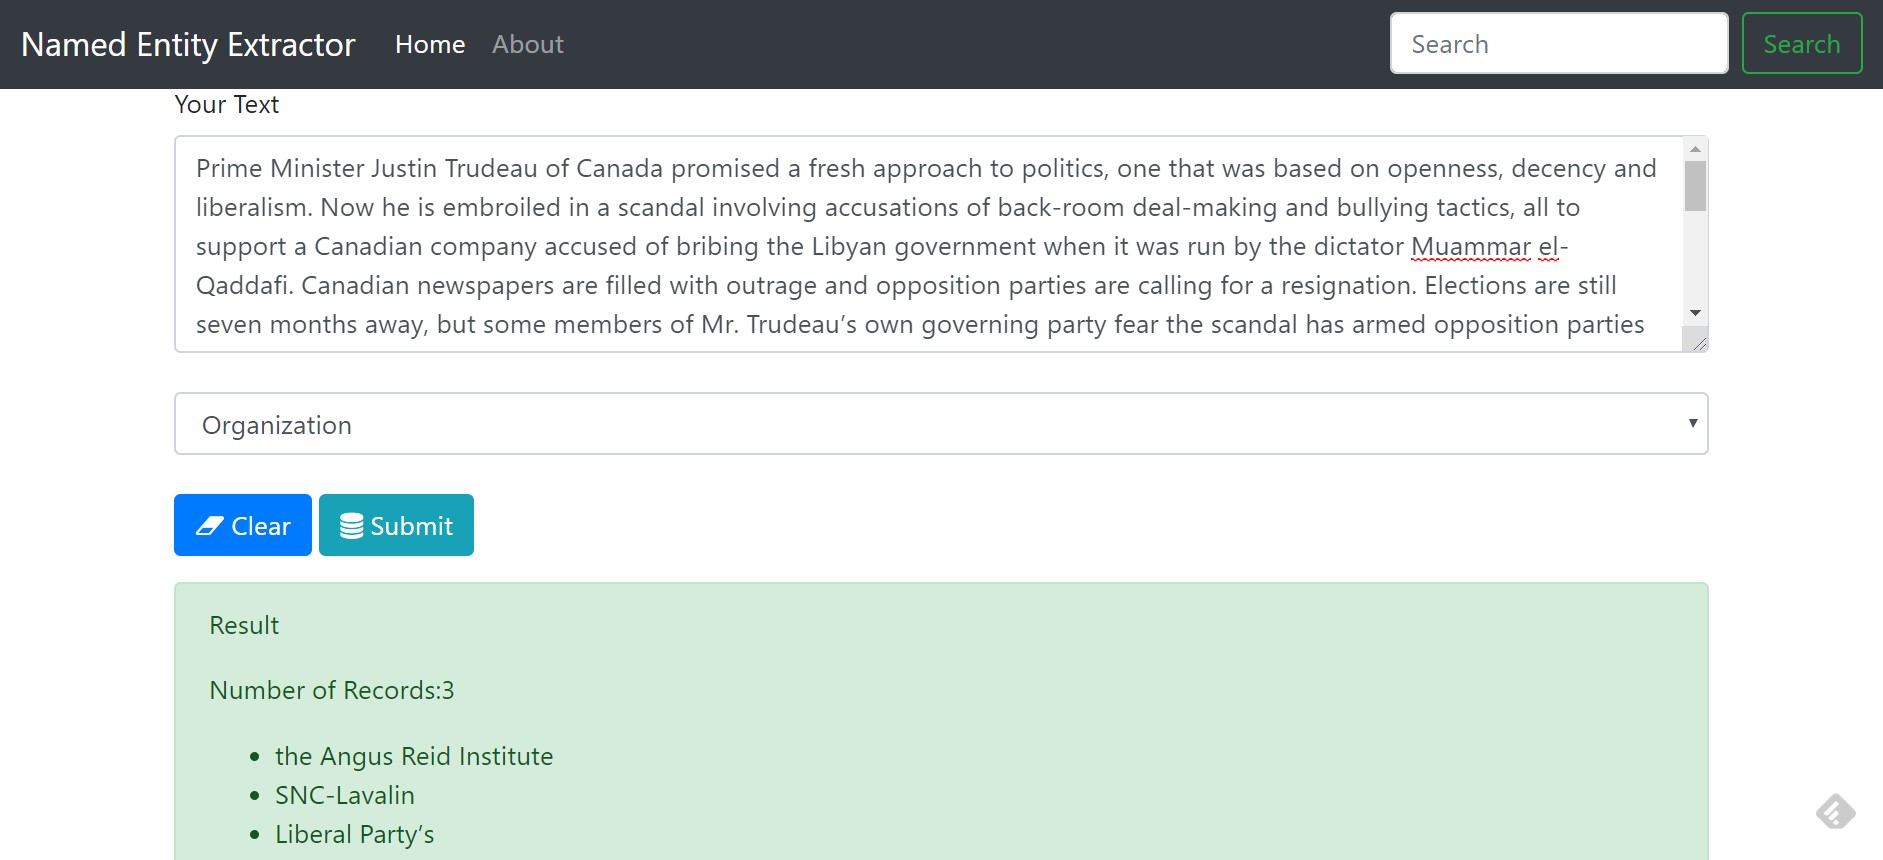 Named Entity Extractor Home About Search Search
Your Text
Prime Minister Justin Trudeau of Canada promised a fresh approach to politics, one that was based on openness, decency and
liberalism. Now he is embroiled in a scandal involving accusations of back-room deal-making and bullying tactics, all to
support a Canadian company accused of bribing the Libyan government when it was run by the dictator Muammar el-
Qaddafi. Canadian newspapers are filled with outrage and opposition parties are calling for a resignation. Elections are still
seven months away, but some members of Mr. Trudeau’s own governing party fear the scandal has armed opposition parties
Organization
Clear Submit
Result
Number of Records:3
• the Angus Reid Institute
• SNC-Lavalin
• Liberal Party’s